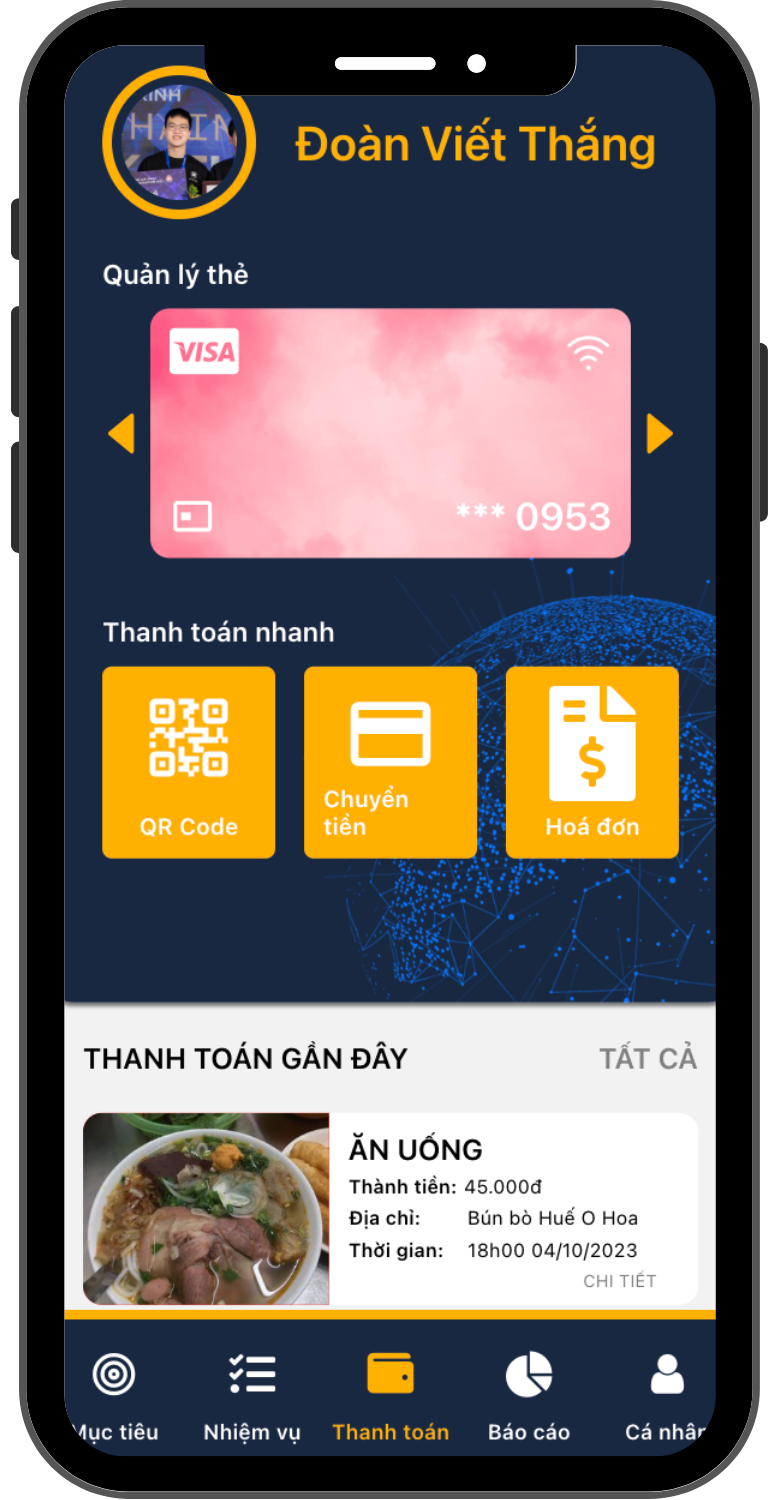 Đoàn Viết Thắng
Quản lý thẻ
VISA
*** 0953
Thanh toán nhanh
QR Code
Chuyển
tiền
Hoá đơn
THANH TOÁN GẦN ĐÂY
TẤT CẢ
ĂN UỐNG
Thành tiền: 45.000đ
Địa chỉ: Bún bò Huế O Hoa
Thời gian: 18h00 04/10/2023
CHI TIẾT
Mục tiêu
Nhiệm vụ
Thanh toán
Báo cáo
Cá nhân